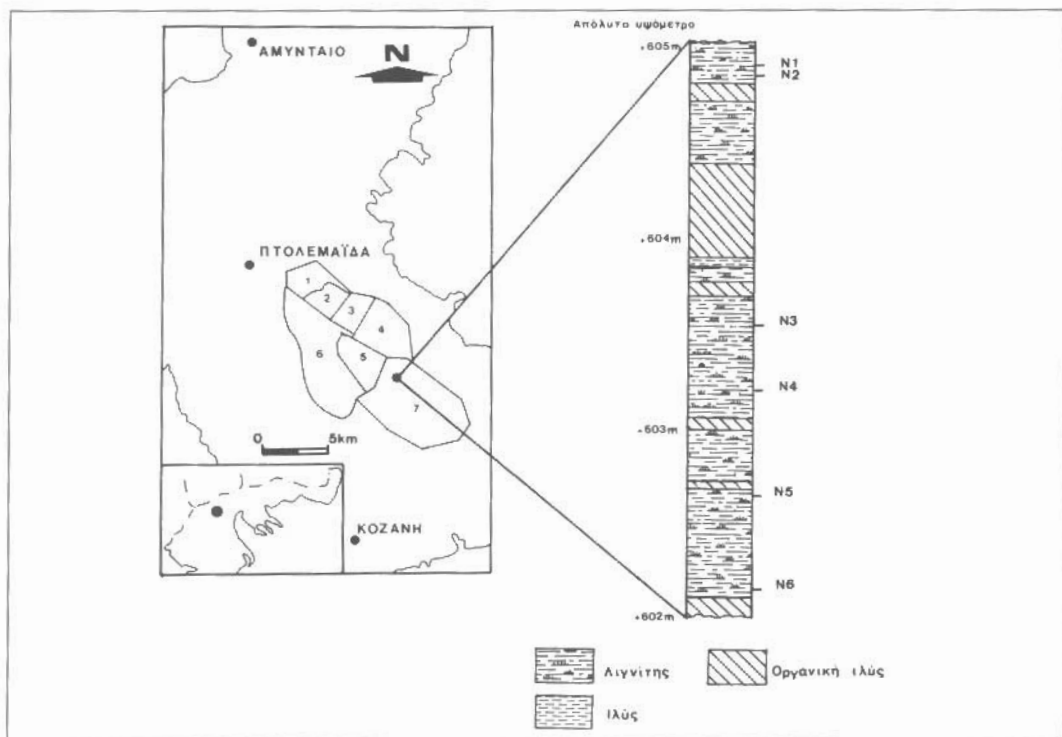 Απόλυτο υψόμετρο
ΑΜΥΝΤΑΙΟ
N
+605m
N1
N2
+604m
ΠΤΟΛΕΜΑΪΔΑ
1
2
3
4
5
6
7
N3
N4
+603m
0 5km
N5
ΚΟΖΑΝΗ
N6
+602m
Λιγνίτης
Οργανική ιλύς
Ιλύς